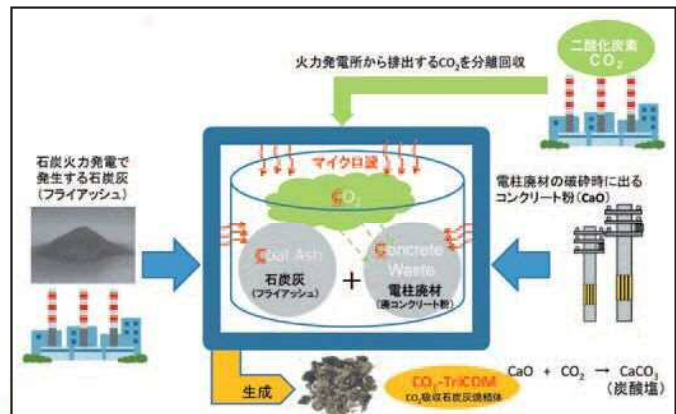 二酸化炭素
CO₂
火力発電所から排出するCO₂を分離回収
石炭火力発電で
発生する石炭灰
(フライアッシュ)
マイクロ波
電柱廃材の破砕時に出る
コンクリート粉(CaO)
CO₂
Coal Ash
石炭灰
(フライアッシュ)
+
Concrete
Waste
電柱廃材
(廃コンクリート粉)
生成
CO₂-TriCOM
CO₂吸収石炭灰焼結体
CaO + CO₂ → CaCO₃
(炭酸塩)